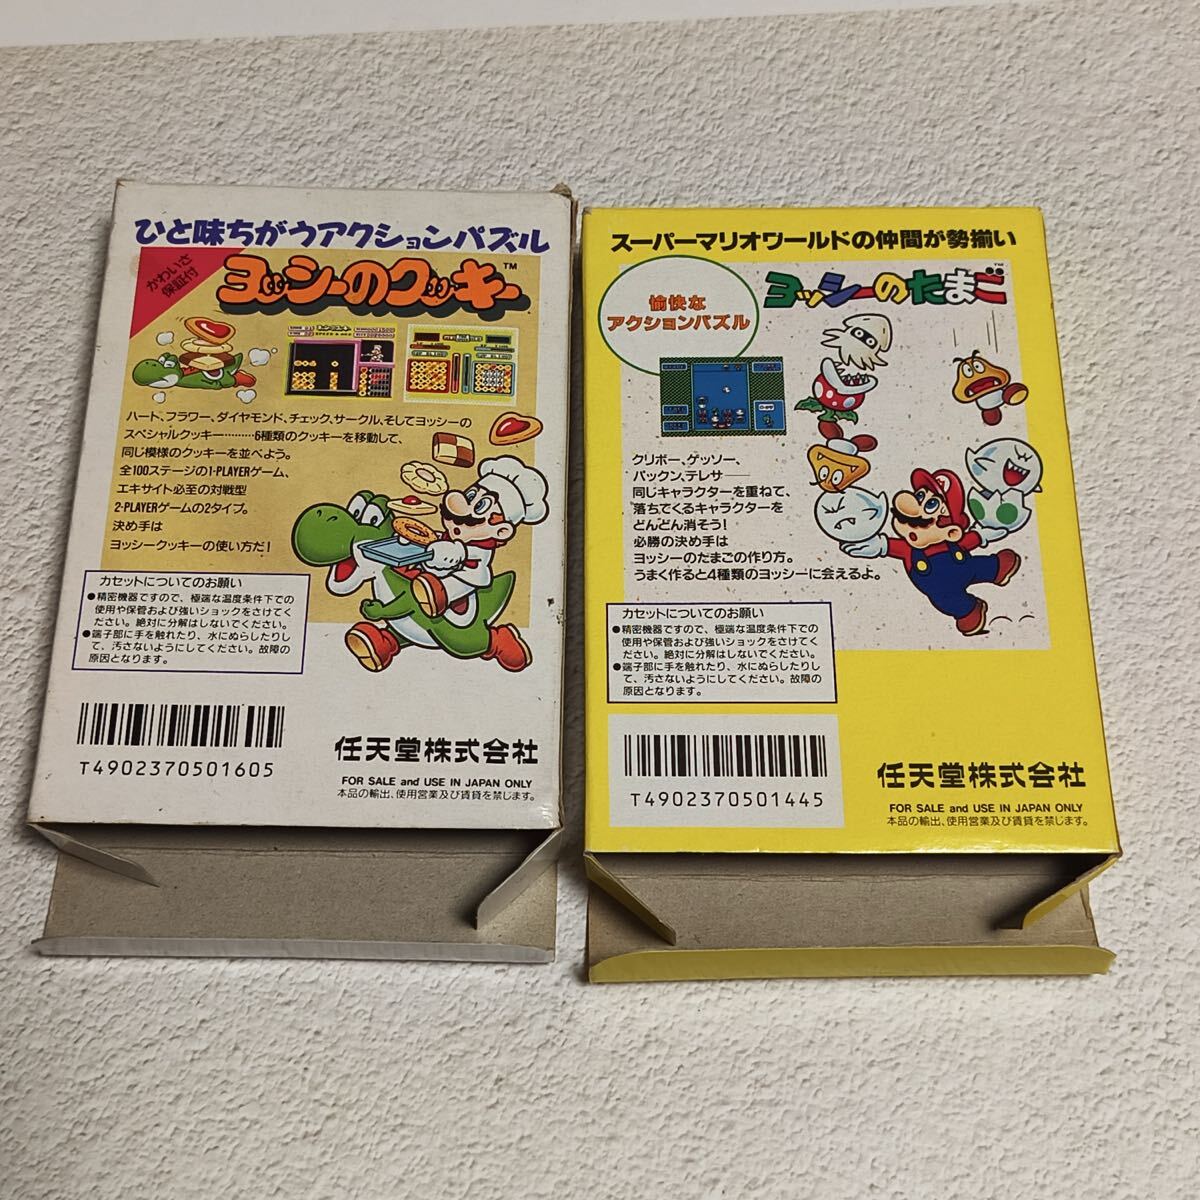 ひと味ちがうアクションパズル
かわいさ
保証付
ヨッシーのクッキー™
ハート、フラワー、ダイヤモンド、チェック、サークル、そしてヨッシーの
スペシャルクッキー………6種類のクッキーを移動して、
同じ模様のクッキーを並べよう。
全100ステージの1-PLAYERゲーム、
エキサイト必至の対戦型
2-PLAYERゲームの2タイプ。
決め手は
ヨッシークッキーの使い方だ!
カセットについてのお願い
●精密機器ですので、極端な温度条件下での
使用や保管および強いショックをさけてく
ださい。絶対に分解はしないでください。
●端子部に手を触れたり、水にぬらしたりし
て、汚さないようにしてください。故障の
原因となります。
T4902370501605
任天堂株式会社
FOR SALE and USE IN JAPAN ONLY
本品の輸出、使用営業及び賃貸を禁じます。
スーパーマリオワールドの仲間が勢揃い
愉快な
アクションパズル
ヨッシーのたまご™
クリボー、ゲッソー、
パックン、テレサ──
同じキャラクターを重ねて、
落ちてくるキャラクターを
どんどん消そう!
必勝の決め手は
ヨッシーのたまごの作り方。
うまく作ると4種類のヨッシーに会えるよ。
カセットについてのお願い
●精密機器ですので、極端な温度条件下での
使用や保管および強いショックをさけてく
ださい。絶対に分解はしないでください。
●端子部に手を触れたり、水にぬらしたりし
て、汚さないようにしてください。故障の
原因となります。
T4902370501445
任天堂株式会社
FOR SALE and USE IN JAPAN ONLY
本品の輸出、使用営業及び賃貸を禁じます。